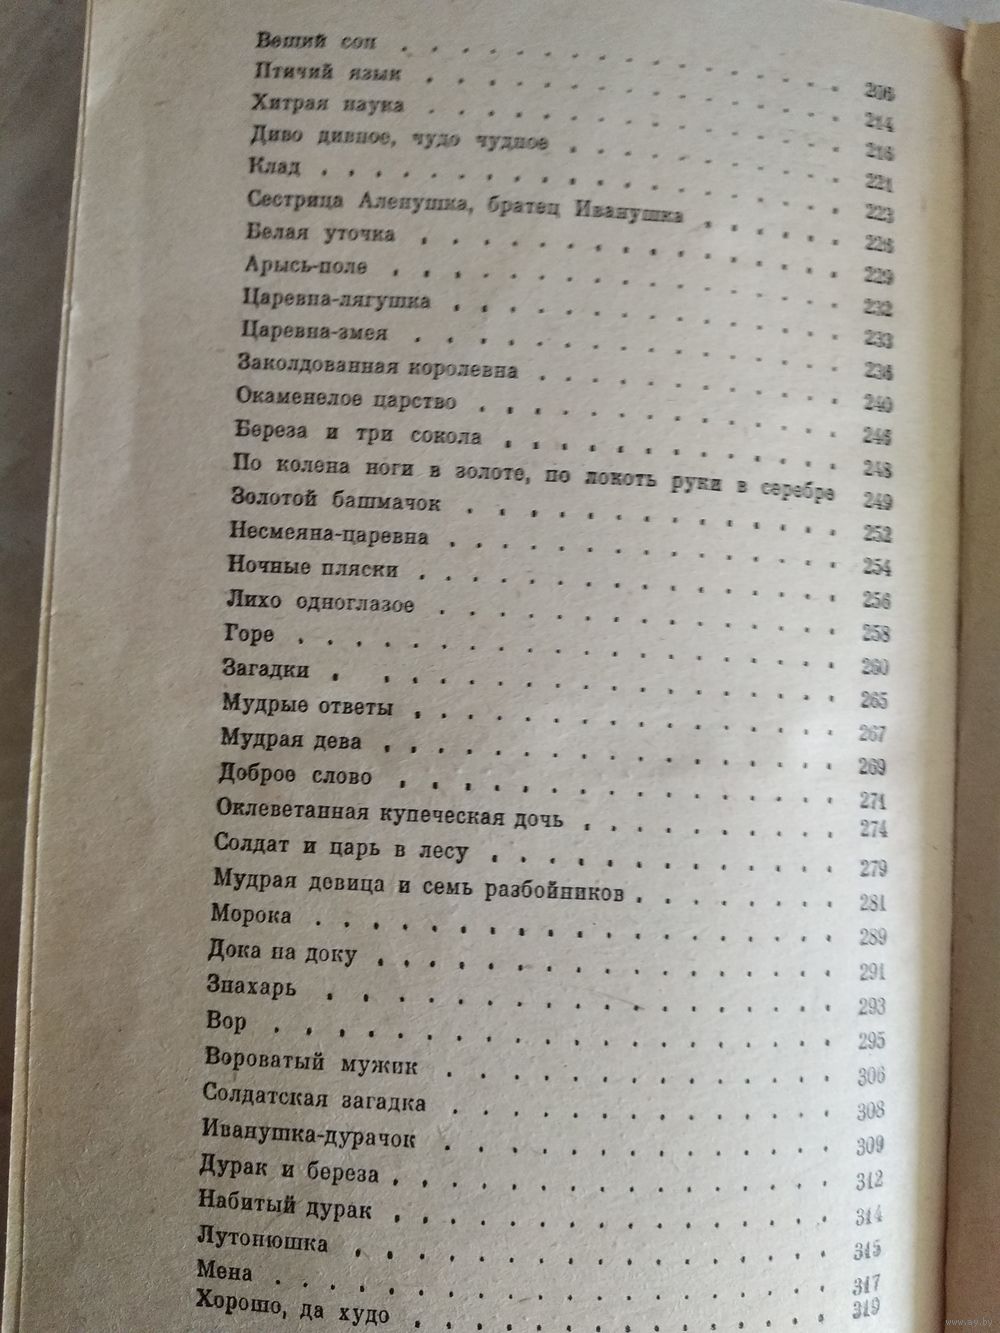 Вещий сон . . . . . . . . . . . . . . 206
Птичий язык . . . . . . . . . . . . . . 214
Хитрая наука . . . . . . . . . . . . . . 216
Диво дивное, чудо чудное . . . . . . . . . 221
Клад . . . . . . . . . . . . . . . . . 223
Сестрица Аленушка, братец Иванушка . . . . . 226
Белая уточка . . . . . . . . . . . . . . 229
Арысь-поле . . . . . . . . . . . . . . 232
Царевна-лягушка . . . . . . . . . . . . . 233
Царевна-змея . . . . . . . . . . . . . . 236
Заколдованная королевна . . . . . . . . . . 240
Окаменелое царство . . . . . . . . . . . . 246
Береза и три сокола . . . . . . . . . . . 248
По колена ноги в золоте, по локоть руки в серебре 249
Золотой башмачок . . . . . . . . . . . . 252
Несмеяна-царевна . . . . . . . . . . . . . 254
Ночные пляски . . . . . . . . . . . . . . 256
Лихо одноглазое . . . . . . . . . . . . . 258
Горе . . . . . . . . . . . . . . . . . 260
Загадки . . . . . . . . . . . . . . . . 265
Мудрые ответы . . . . . . . . . . . . . . 267
Мудрая дева . . . . . . . . . . . . . . 269
Доброе слово . . . . . . . . . . . . . . 271
Оклеветанная купеческая дочь . . . . . . . . 274
Солдат и царь в лесу . . . . . . . . . . . 279
Мудрая девица и семь разбойников . . . . . . . 281
Морока . . . . . . . . . . . . . . . . 289
Дока на доку . . . . . . . . . . . . . . 291
Знахарь . . . . . . . . . . . . . . . . 293
Вор . . . . . . . . . . . . . . . . . 295
Вороватый мужик . . . . . . . . . . . . . 306
Солдатская загадка . . . . . . . . . . . . 308
Иванушка-дурачок . . . . . . . . . . . . . 309
Дурак и береза . . . . . . . . . . . . . . 312
Набитый дурак . . . . . . . . . . . . . . 314
Лутонюшка . . . . . . . . . . . . . . . 315
Мена . . . . . . . . . . . . . . . . . 317
Хорошо, да худо . . . . . . . . . . . . . 319
www.ay.by